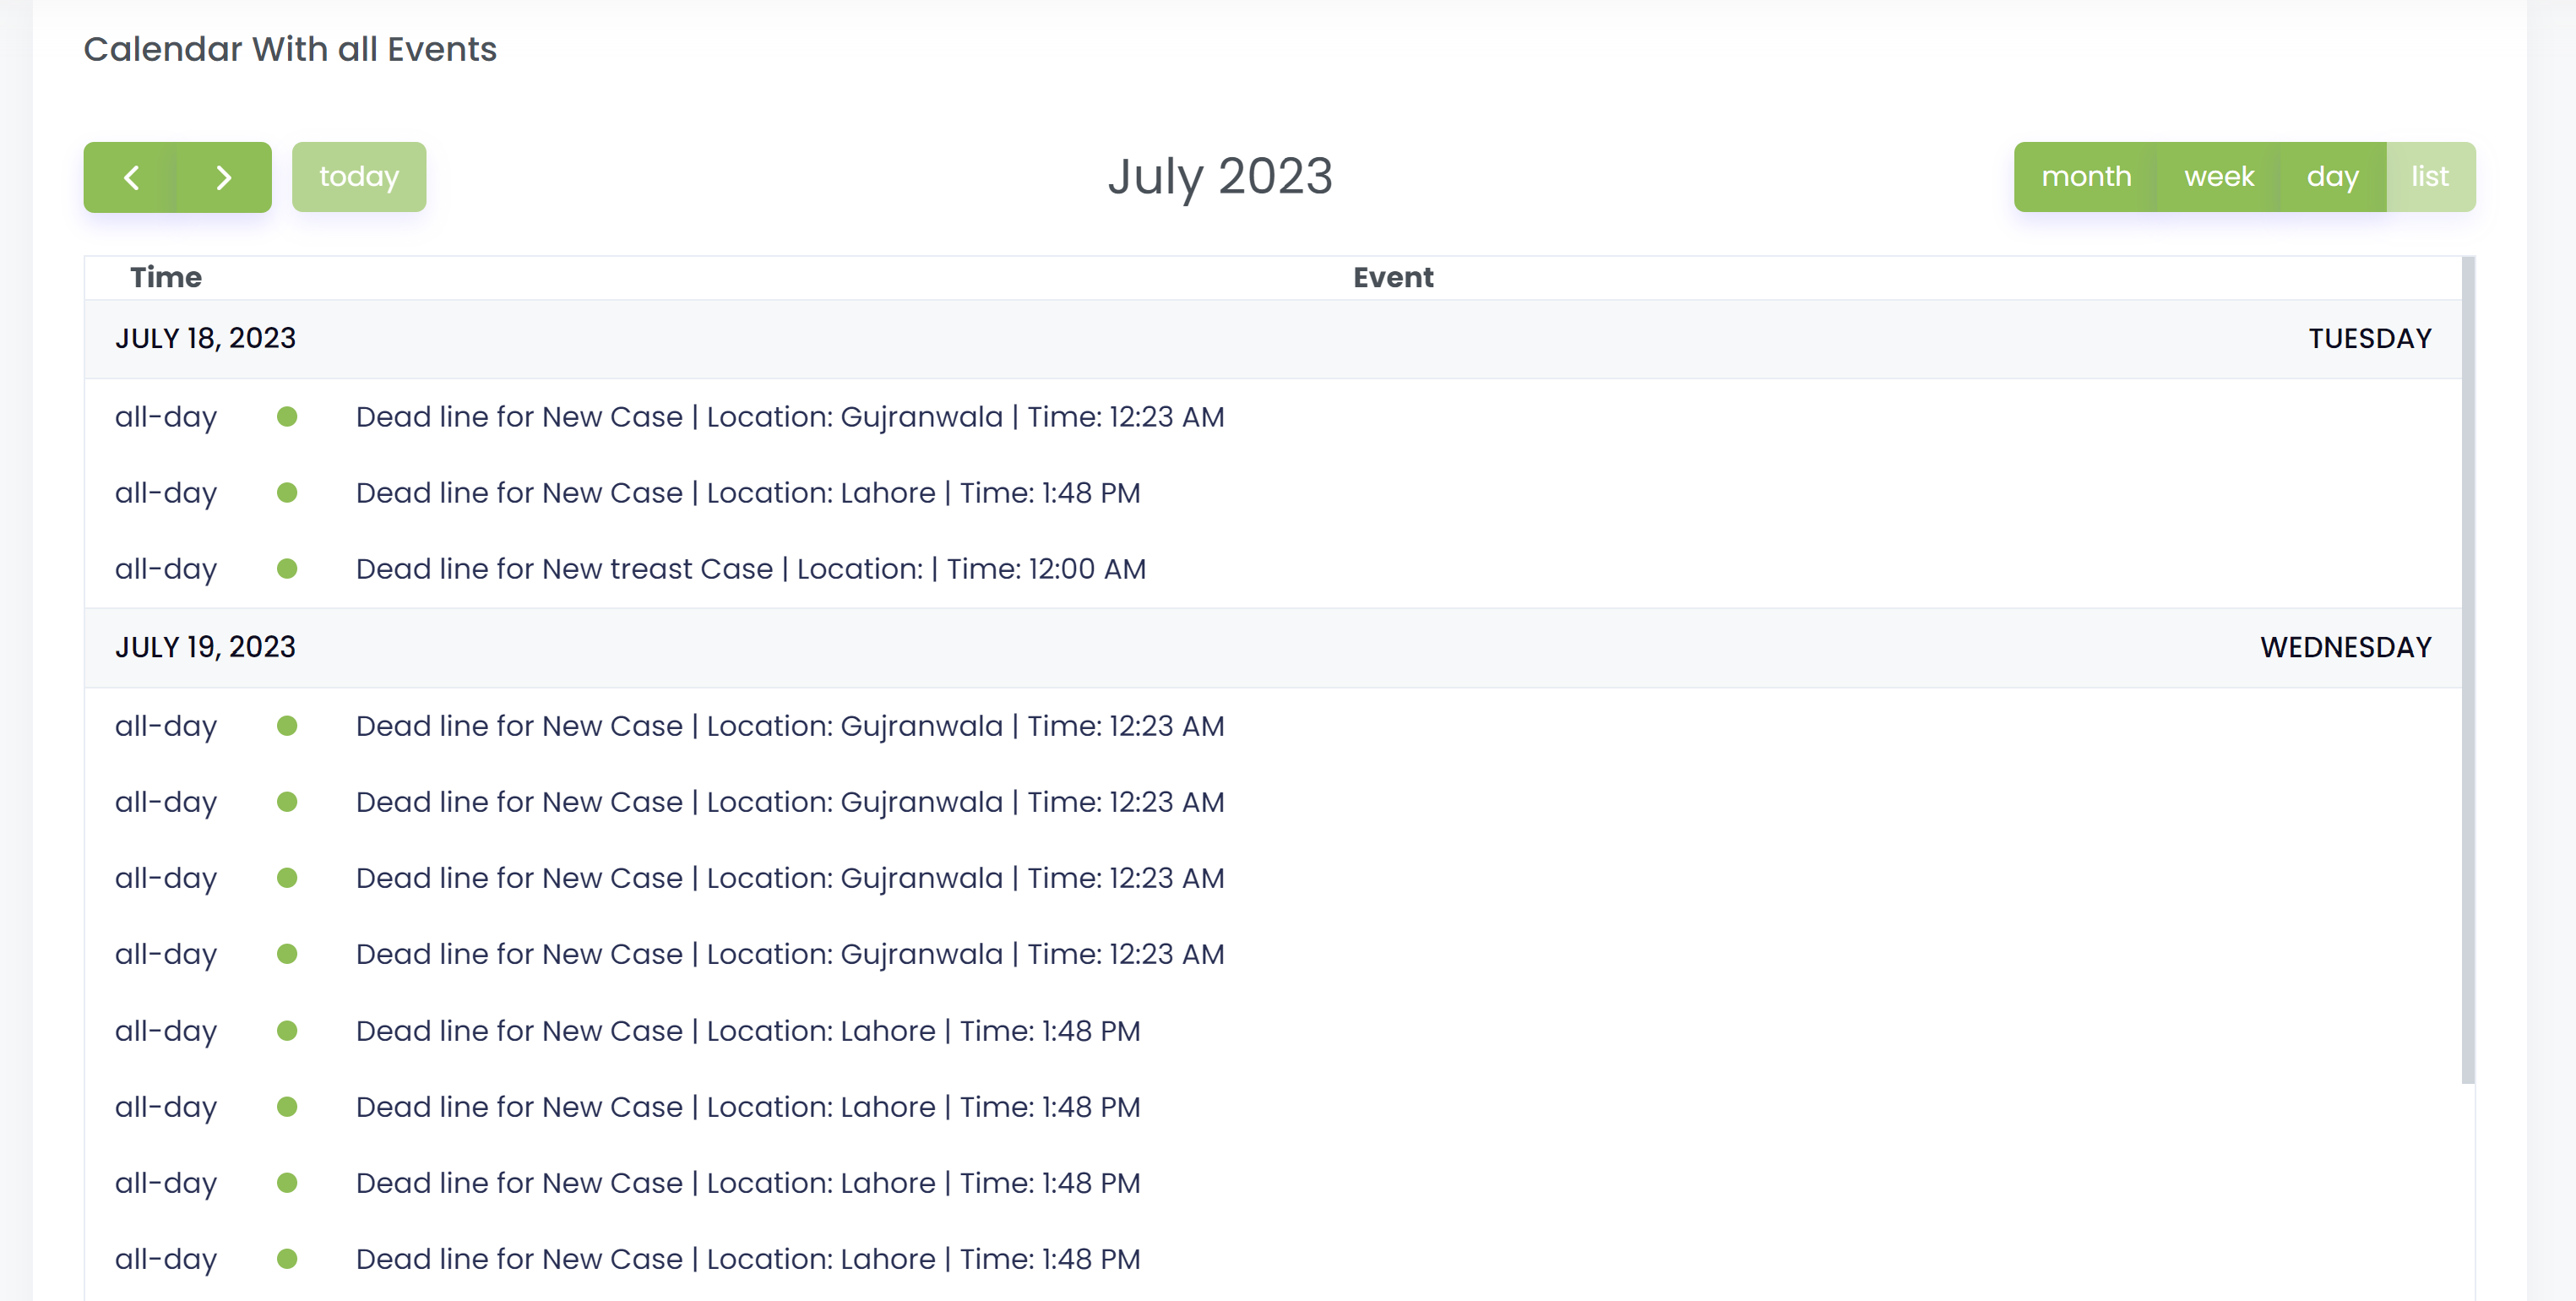 Calendar With all Events
today
July 2023
month week day list
Time Event
JULY 18, 2023 TUESDAY
all-day Dead line for New Case | Location: Gujranwala | Time: 12:23 AM
all-day Dead line for New Case | Location: Lahore | Time: 1:48 PM
all-day Dead line for New treast Case | Location: | Time: 12:00 AM
JULY 19, 2023 WEDNESDAY
all-day Dead line for New Case | Location: Gujranwala | Time: 12:23 AM
all-day Dead line for New Case | Location: Gujranwala | Time: 12:23 AM
all-day Dead line for New Case | Location: Gujranwala | Time: 12:23 AM
all-day Dead line for New Case | Location: Gujranwala | Time: 12:23 AM
all-day Dead line for New Case | Location: Lahore | Time: 1:48 PM
all-day Dead line for New Case | Location: Lahore | Time: 1:48 PM
all-day Dead line for New Case | Location: Lahore | Time: 1:48 PM
all-day Dead line for New Case | Location: Lahore | Time: 1:48 PM